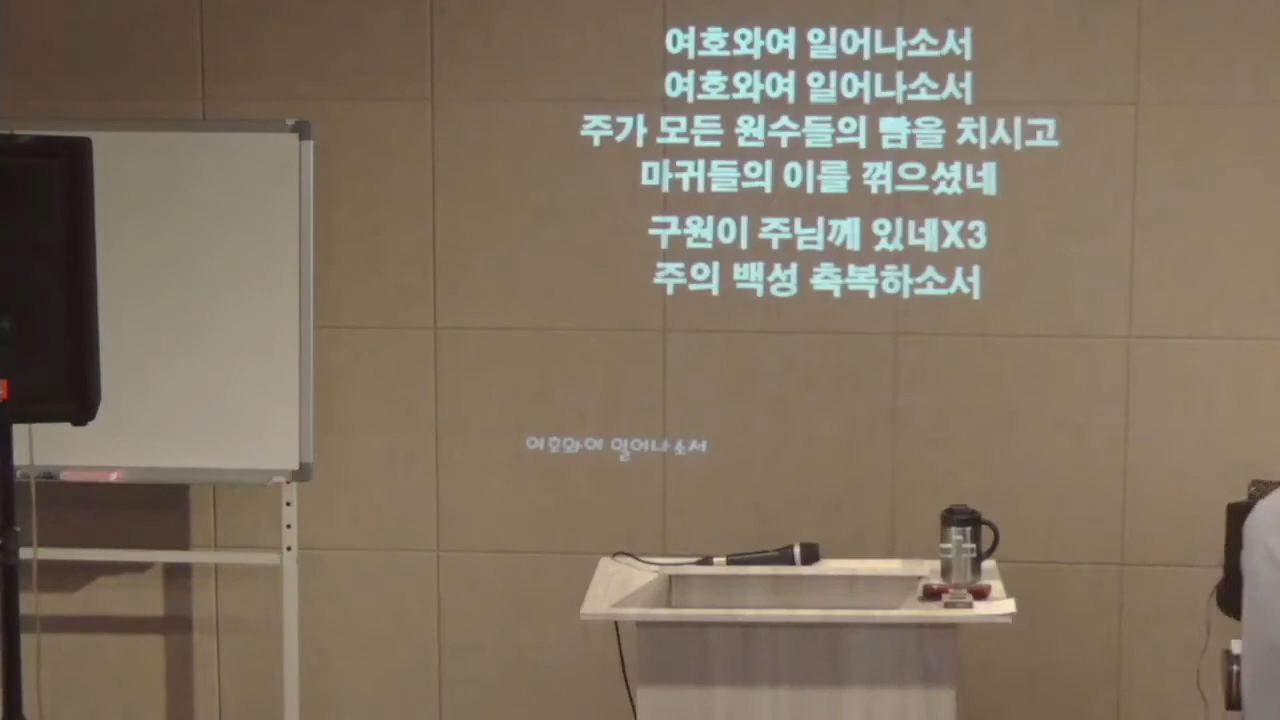 여호와여 일어나소서
여호와여 일어나소서
주가 모든 원수들의 뺨을 치시고
마귀들의 이를 꺾으셨네
구원이 주님께 있네X3
주의 백성 축복하소서
여호와여 일어나소서